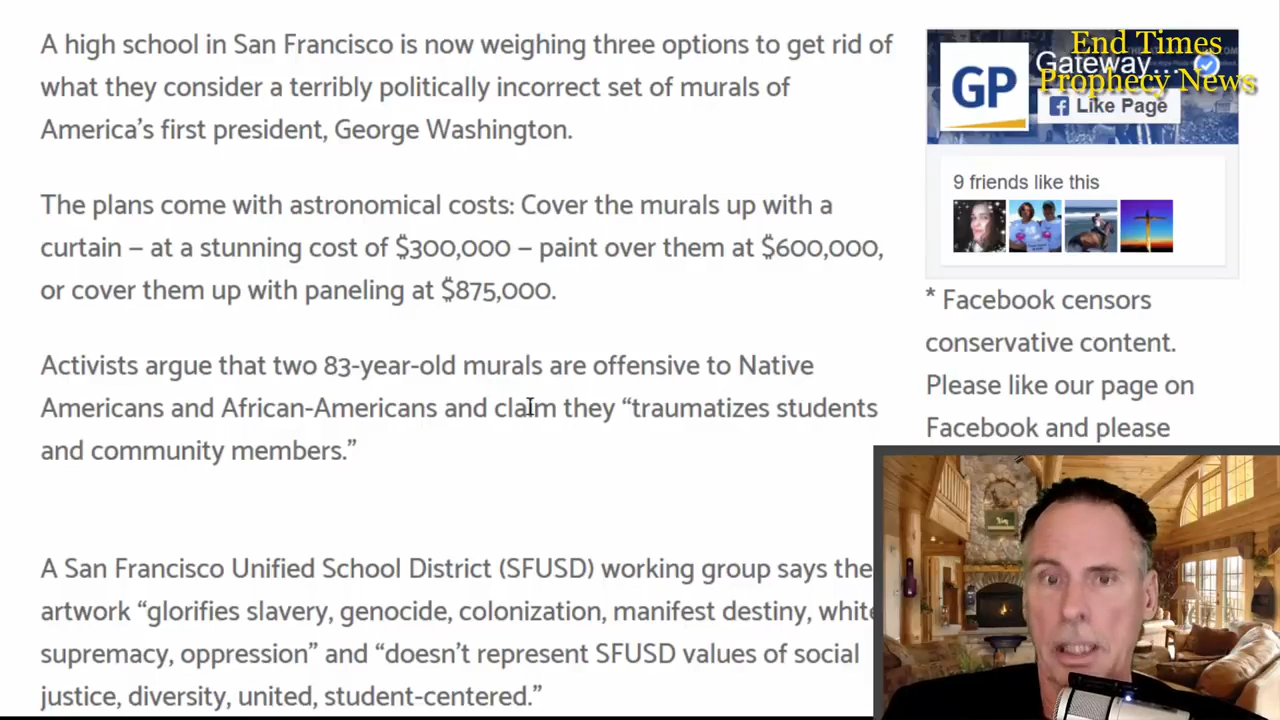 A high school in San Francisco is now weighing three options to get rid of
what they consider a terribly politically incorrect set of murals of
America's first president, George Washington.
The plans come with astronomical costs: Cover the murals up with a
curtain – at a stunning cost of $300,000 – paint over them at $600,000,
or cover them up with paneling at $875,000.
Activists argue that two 83-year-old murals are offensive to Native
Americans and African-Americans and claim they “traumatizes students
and community members.”
A San Francisco Unified School District (SFUSD) working group says the
artwork “glorifies slavery, genocide, colonization, manifest destiny, white
supremacy, oppression” and “doesn't represent SFUSD values of social
justice, diversity, united, student-centered.”
End Times
Prophecy News
GP
Gateway...
Like Page
9 friends like this
* Facebook censors
conservative content.
Please like our page on
Facebook and please